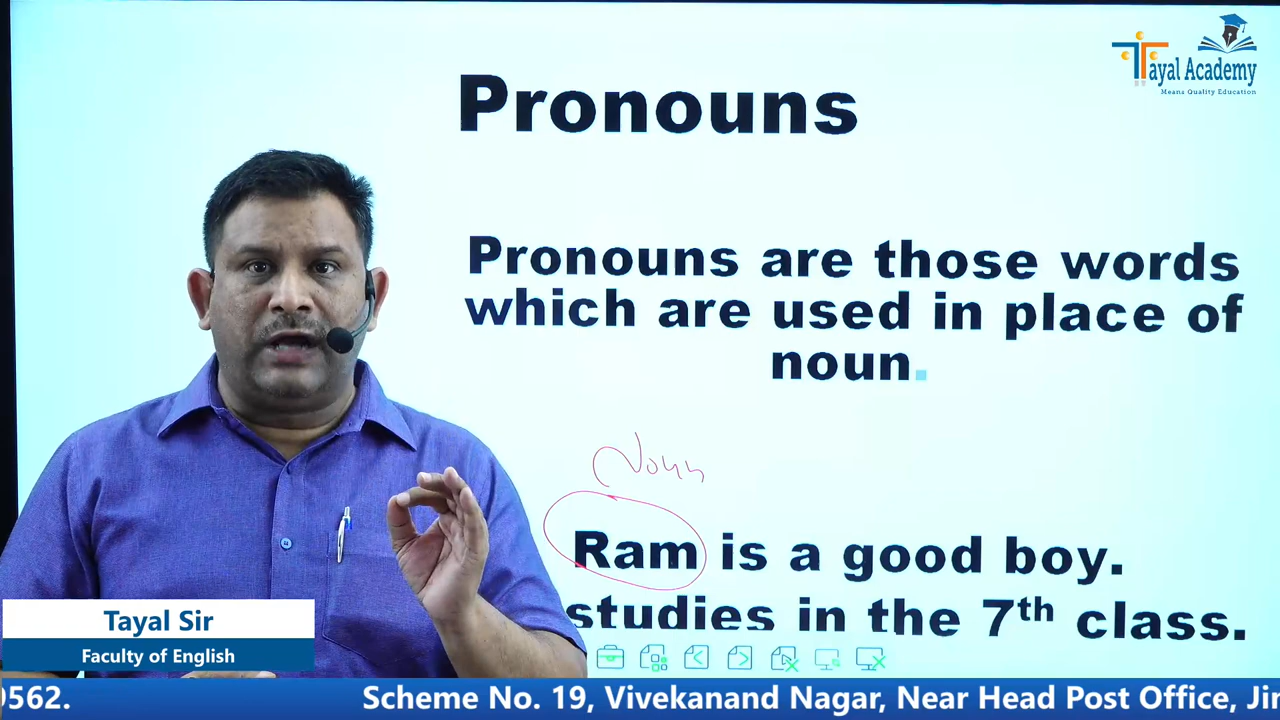 Tayal Academy
Means Quality Education
Pronouns
Pronouns are those words
which are used in place of
noun.
Noun
Ram is a good boy.
studies in the 7th class.
Tayal Sir
Faculty of English
0562. Scheme No. 19, Vivekanand Nagar, Near Head Post Office, Jin